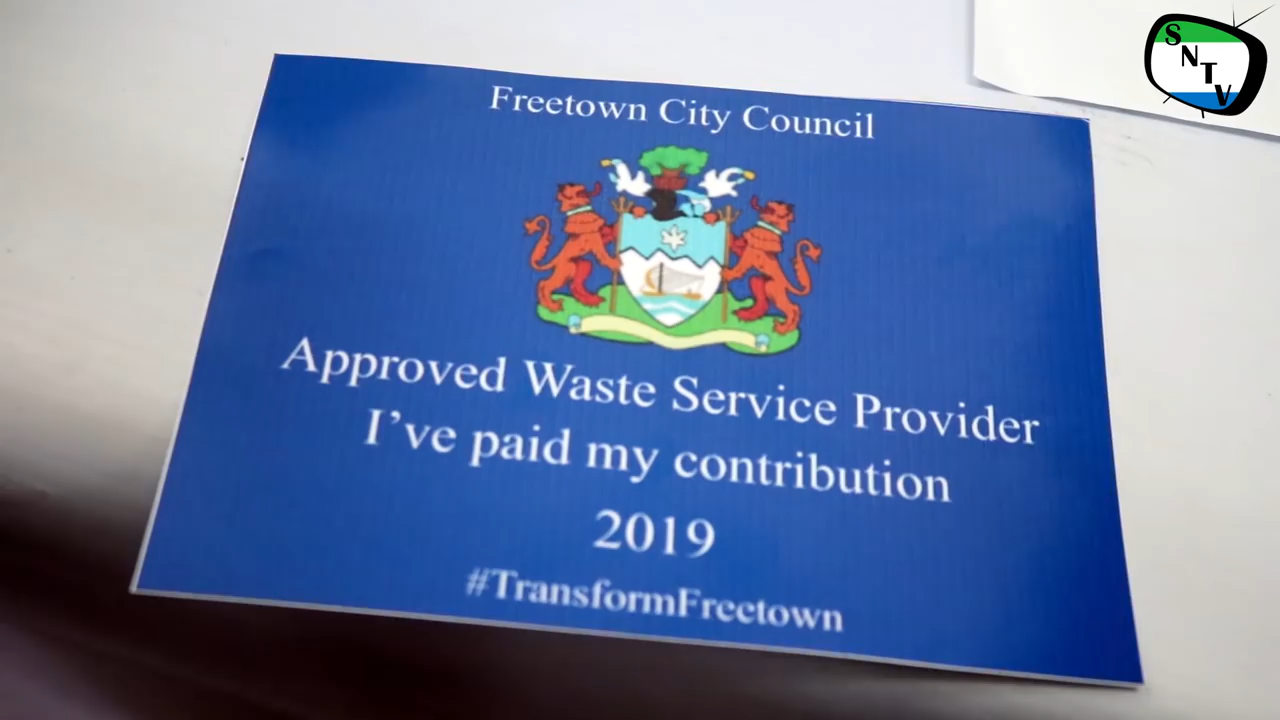 SNTV
Freetown City Council
Approved Waste Service Provider
I've paid my contribution
2019
#TransformFreetown